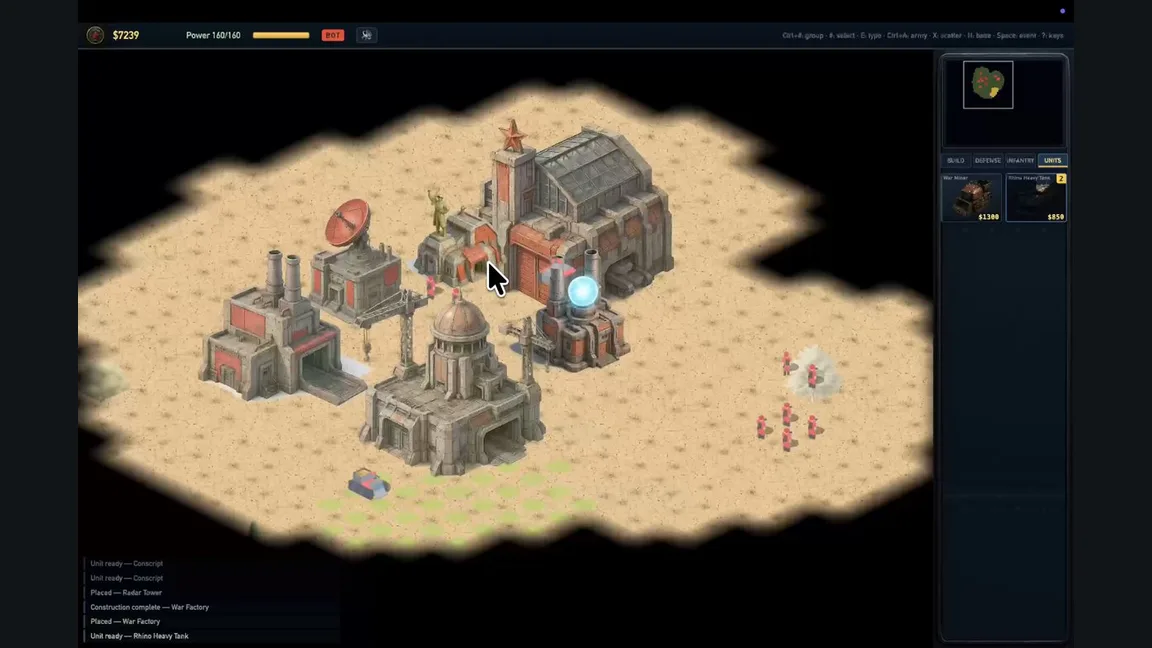 $7239
Power 160/160
BOT
Ctrl+#: group · #: select · E: type · Ctrl+A: army · X: scatter · H: base · Space: event · ?: keys
BUILD DEFENSE INFANTRY UNITS
War Miner
$1300
Rhino Heavy Tank
2
$850
Unit ready — Conscript
Unit ready — Conscript
Placed — Radar Tower
Construction complete — War Factory
Placed — War Factory
Unit ready — Rhino Heavy Tank